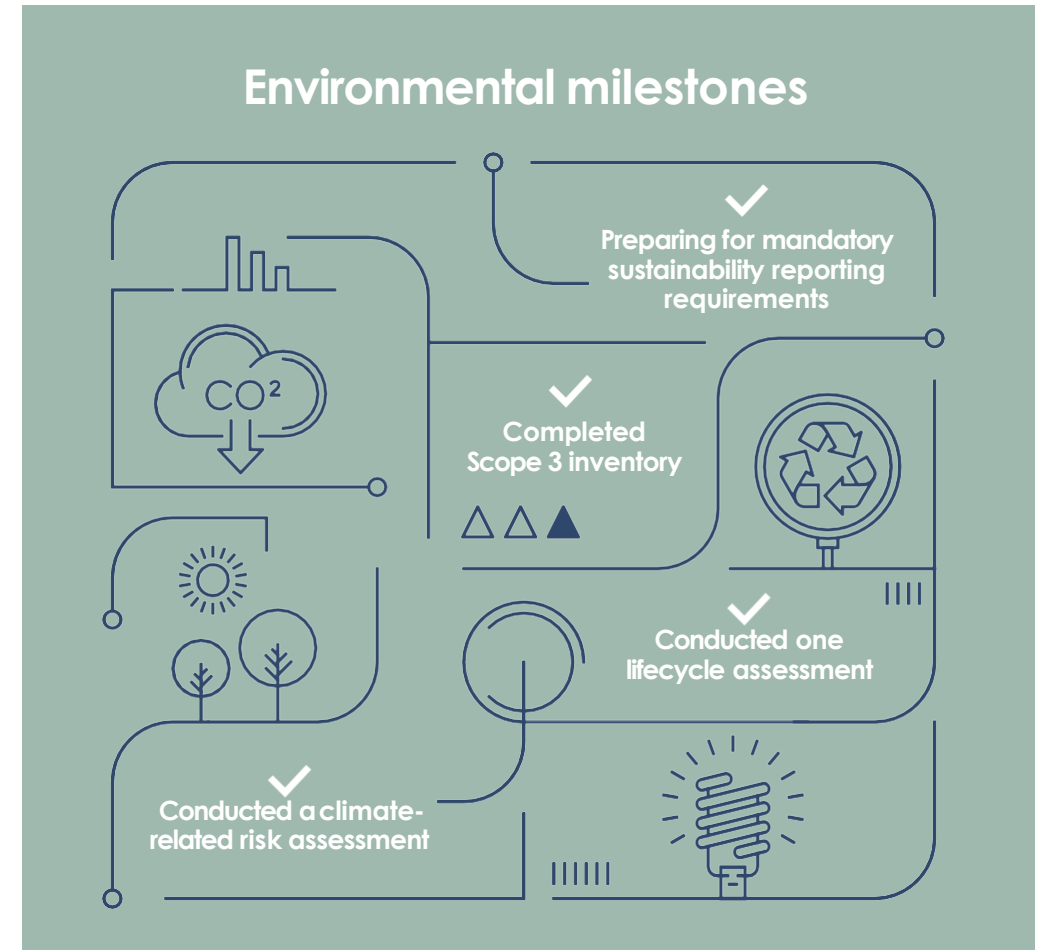 Environmental milestones
Preparing for mandatory
sustainability reporting
requirements
CO²
Completed
Scope 3 inventory
Conducted one
lifecycle assessment
Conducted a climate-
related risk assessment